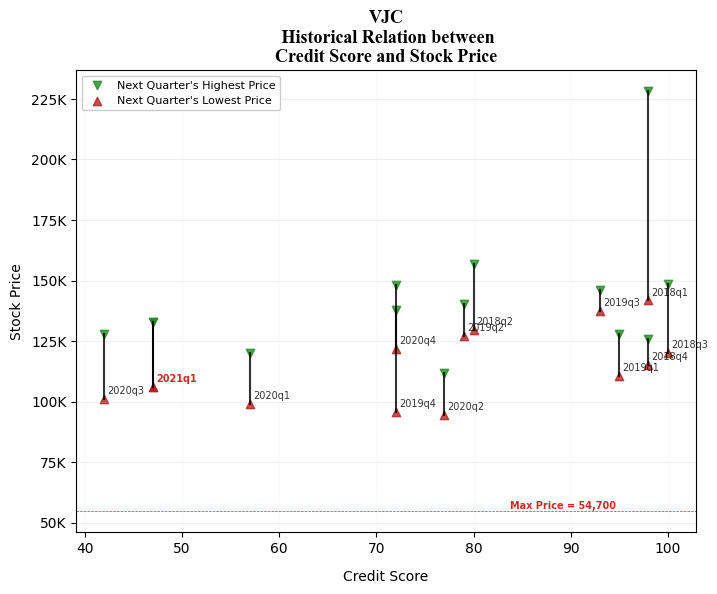 VJC
Historical Relation between
Credit Score and Stock Price
Next Quarter's Highest Price
Next Quarter's Lowest Price
Stock Price
225K
200K
175K
150K
125K
100K
75K
50K
2018q1
2019q3
2018q2
2019q2
2018q3
2020q4
2018q4
2019q1
2021q1
2020q3
2020q1
2019q4
2020q2
Max Price = 54,700
40
50
60
70
80
90
100
Credit Score